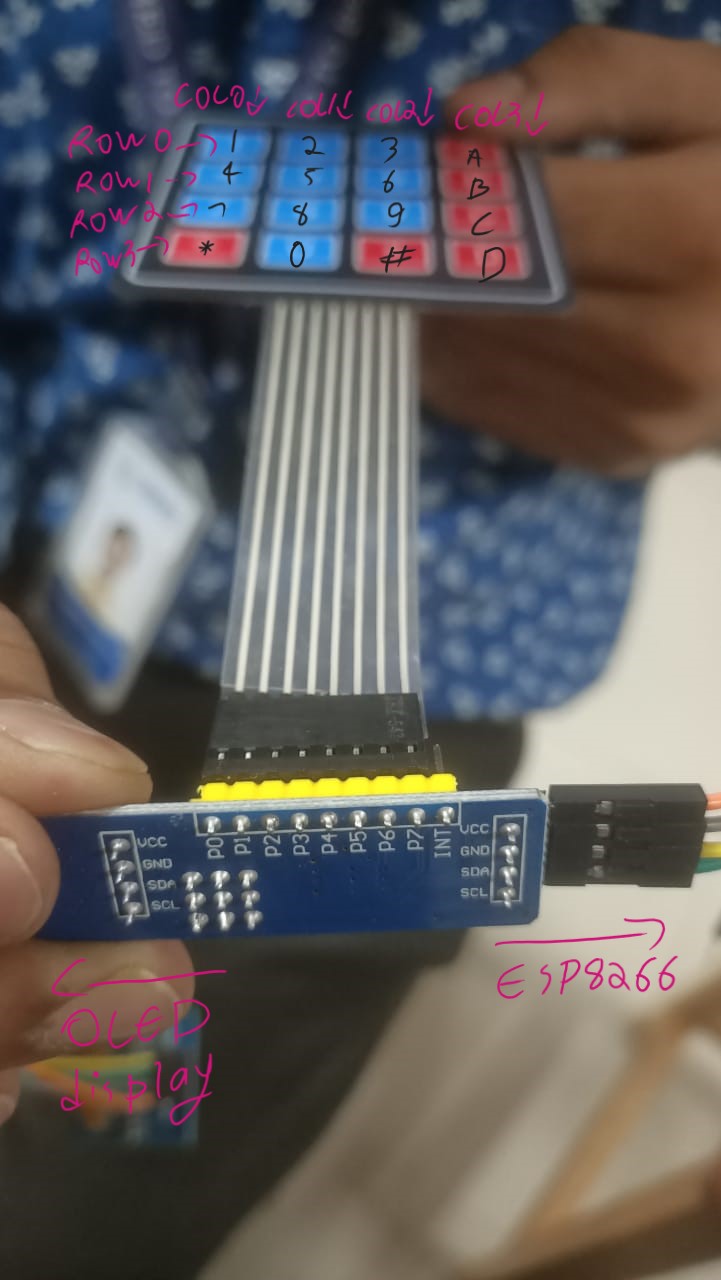 COL0↓ COL1↓ COL2↓ COL3↓
ROW0→ 1 2 3 A
ROW1→ 4 5 6 B
ROW2→ 7 8 9 C
ROW3→ * 0 # D
P0 P1 P2 P3 P4 P5 P6 P7 INT
VCC
GND
SDA
SCL
VCC
GND
SDA
SCL
ESP8266
OLED
display